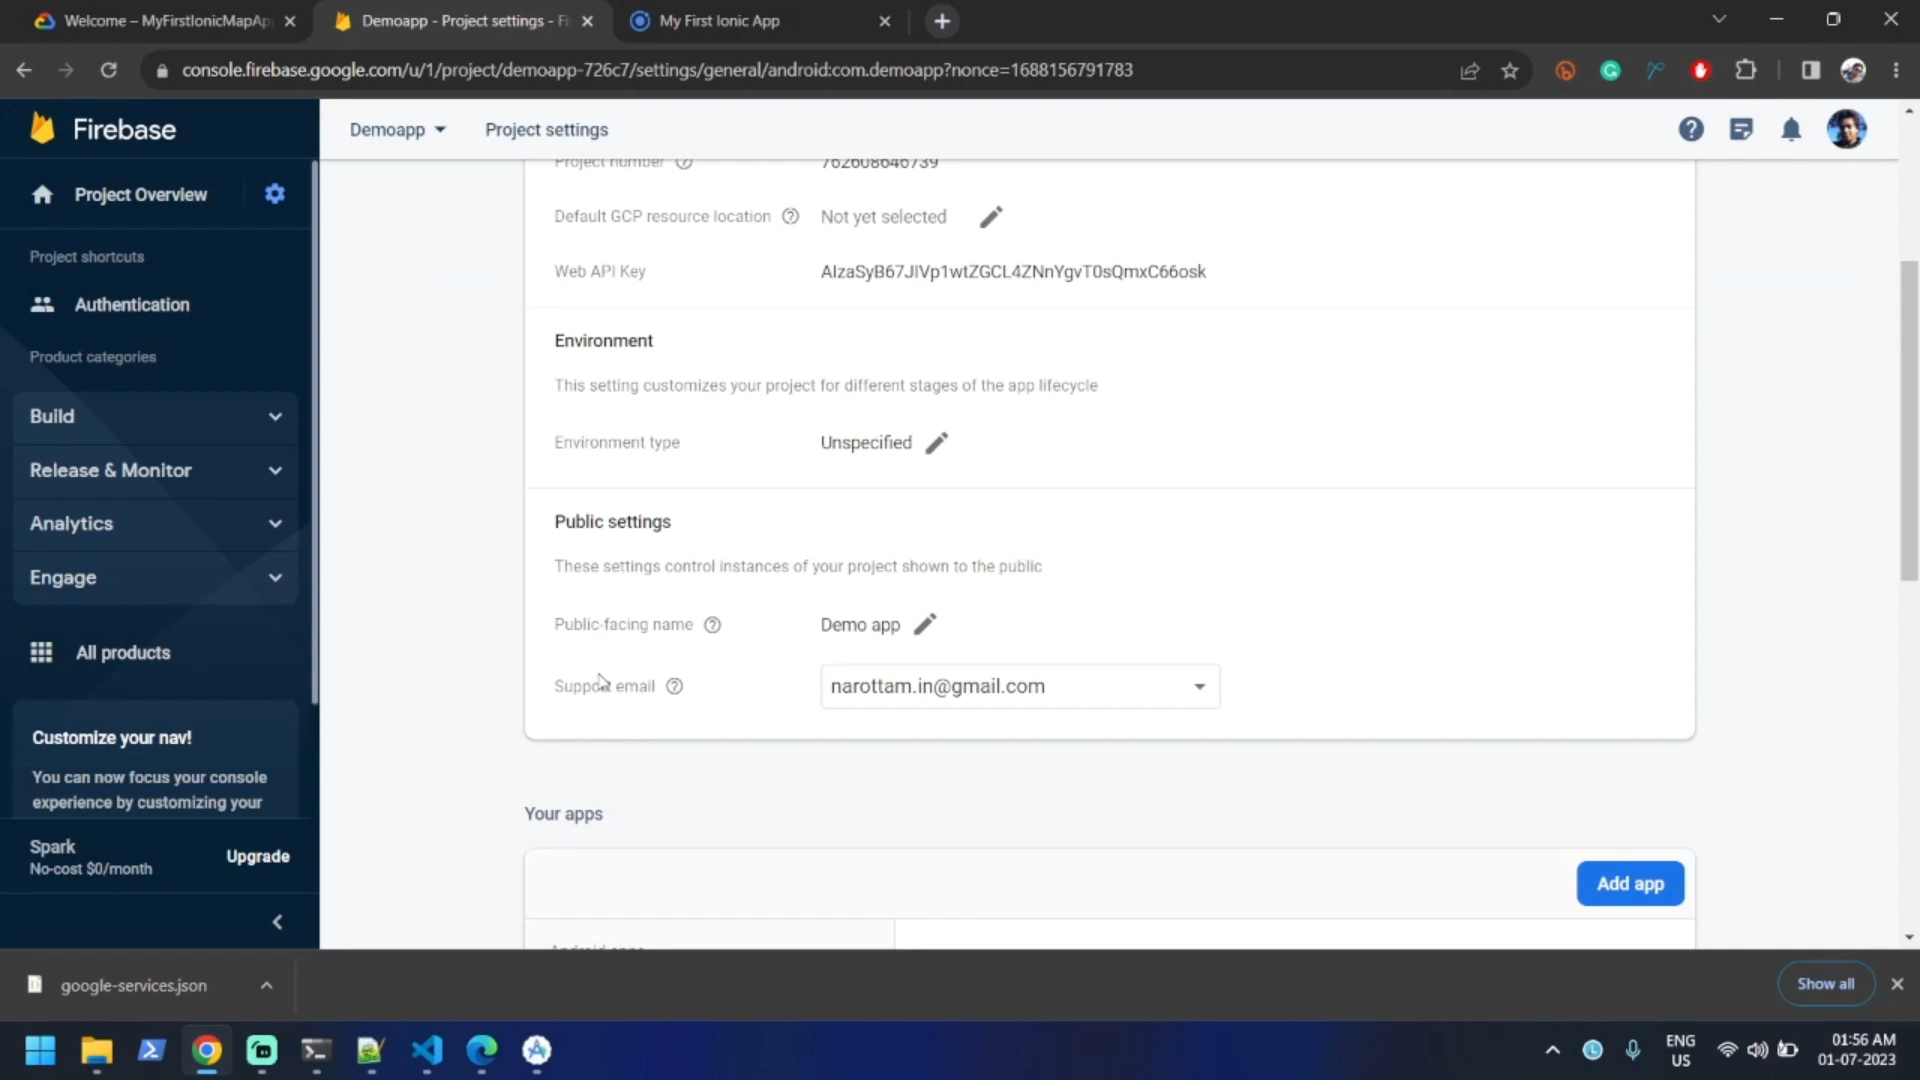 Welcome – MyFirstIonicMapAp
Demoapp - Project settings - Fi
My First Ionic App
console.firebase.google.com/u/1/project/demoapp-726c7/settings/general/android:com.demoapp?nonce=1688156791783
Firebase
Demoapp
Project settings
Project Overview
Project shortcuts
Authentication
Product categories
Build
Release & Monitor
Analytics
Engage
All products
Customize your nav!
You can now focus your console
experience by customizing your
Spark
No-cost $0/month
Upgrade
Project number
762608646739
Default GCP resource location
Not yet selected
Web API Key
AIzaSyB67JIVp1wtZGCL4ZNnYgvT0sQmxC66osk
Environment
This setting customizes your project for different stages of the app lifecycle
Environment type
Unspecified
Public settings
These settings control instances of your project shown to the public
Public-facing name
Demo app
Support email
narottam.in@gmail.com
Your apps
Add app
Android apps
google-services.json
Show all
ENG
US
01:56 AM
01-07-2023